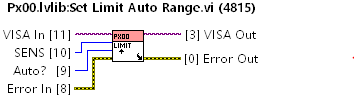 Px00.lvlib:Set Limit Auto Range.vi (4815)
VISA In [11]
PX00
[3] VISA Out
SENS [10]
LIMIT
Auto? [9]
[0] Error Out
Error In [8]